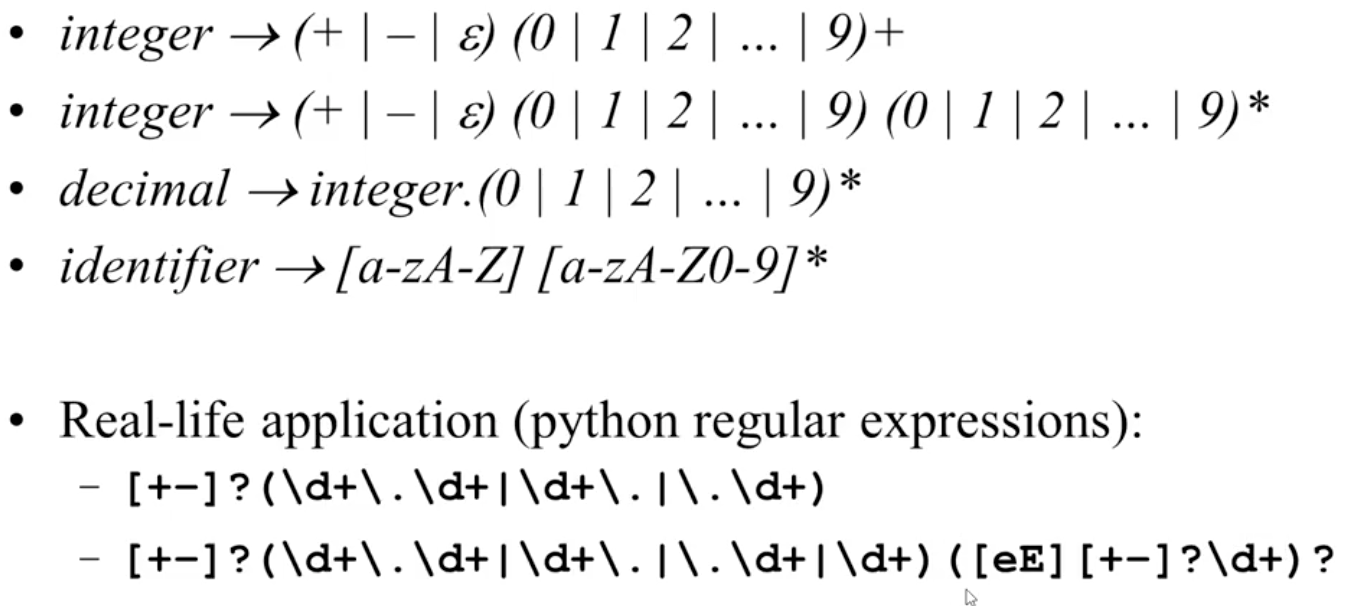 • integer → (+ | – | ε) (0 | 1 | 2 | ... | 9)+
• integer → (+ | – | ε) (0 | 1 | 2 | ... | 9) (0 | 1 | 2 | ... | 9)*
• decimal → integer.(0 | 1 | 2 | ... | 9)*
• identifier → [a-zA-Z] [a-zA-Z0-9]*
• Real-life application (python regular expressions):
– [+-]?(\d+\.\d+|\d+\.|\.\d+)
– [+-]?(\d+\.\d+|\d+\.|\.\d+|\d+)([eE][+-]?\d+)?